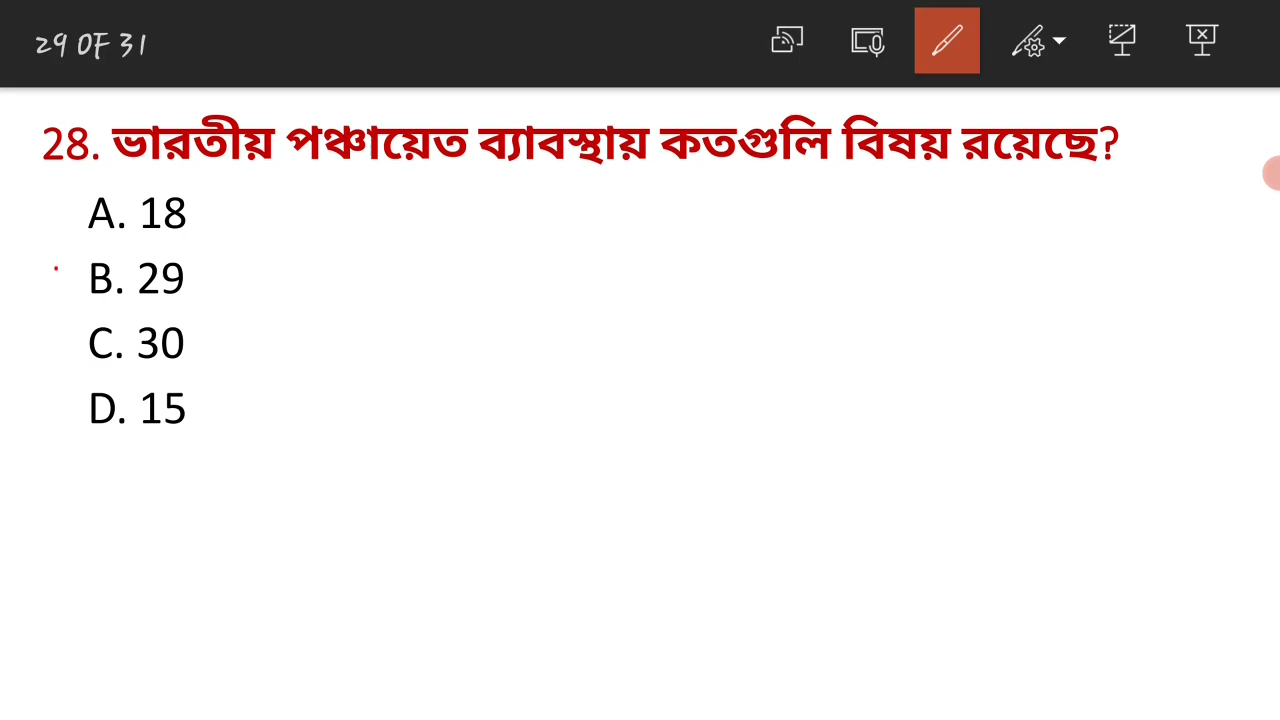 29 OF 31
28. ভারতীয় পঞ্চায়েত ব্যাবস্থায় কতগুলি বিষয় রয়েছে?
A. 18
B. 29
C. 30
D. 15